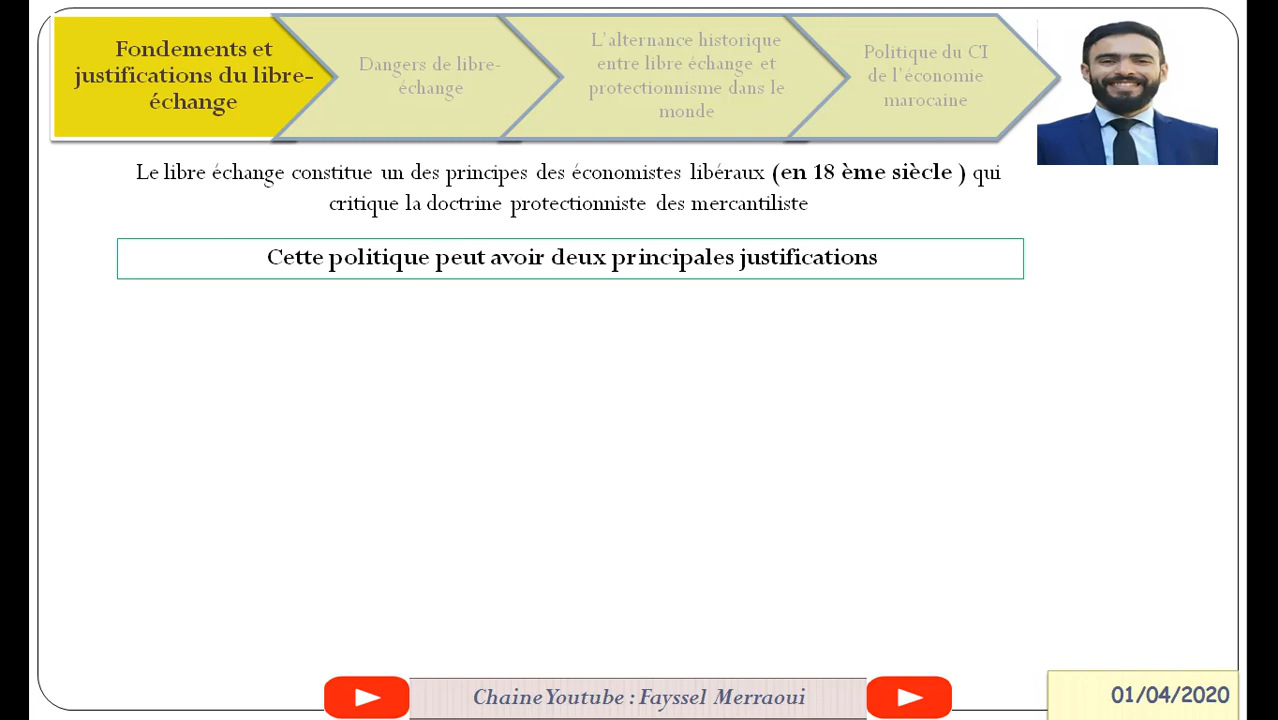 Fondements et
justifications du libre-
échange
Dangers de libre-
échange
L'alternance historique
entre libre échange et
protectionnisme dans le
monde
Politique du CI
de l'économie
marocaine
Le libre échange constitue un des principes des économistes libéraux (en 18 ème siècle ) qui
critique la doctrine protectionniste des mercantiliste
Cette politique peut avoir deux principales justifications
Chaine Youtube : Fayssel Merraoui
01/04/2020